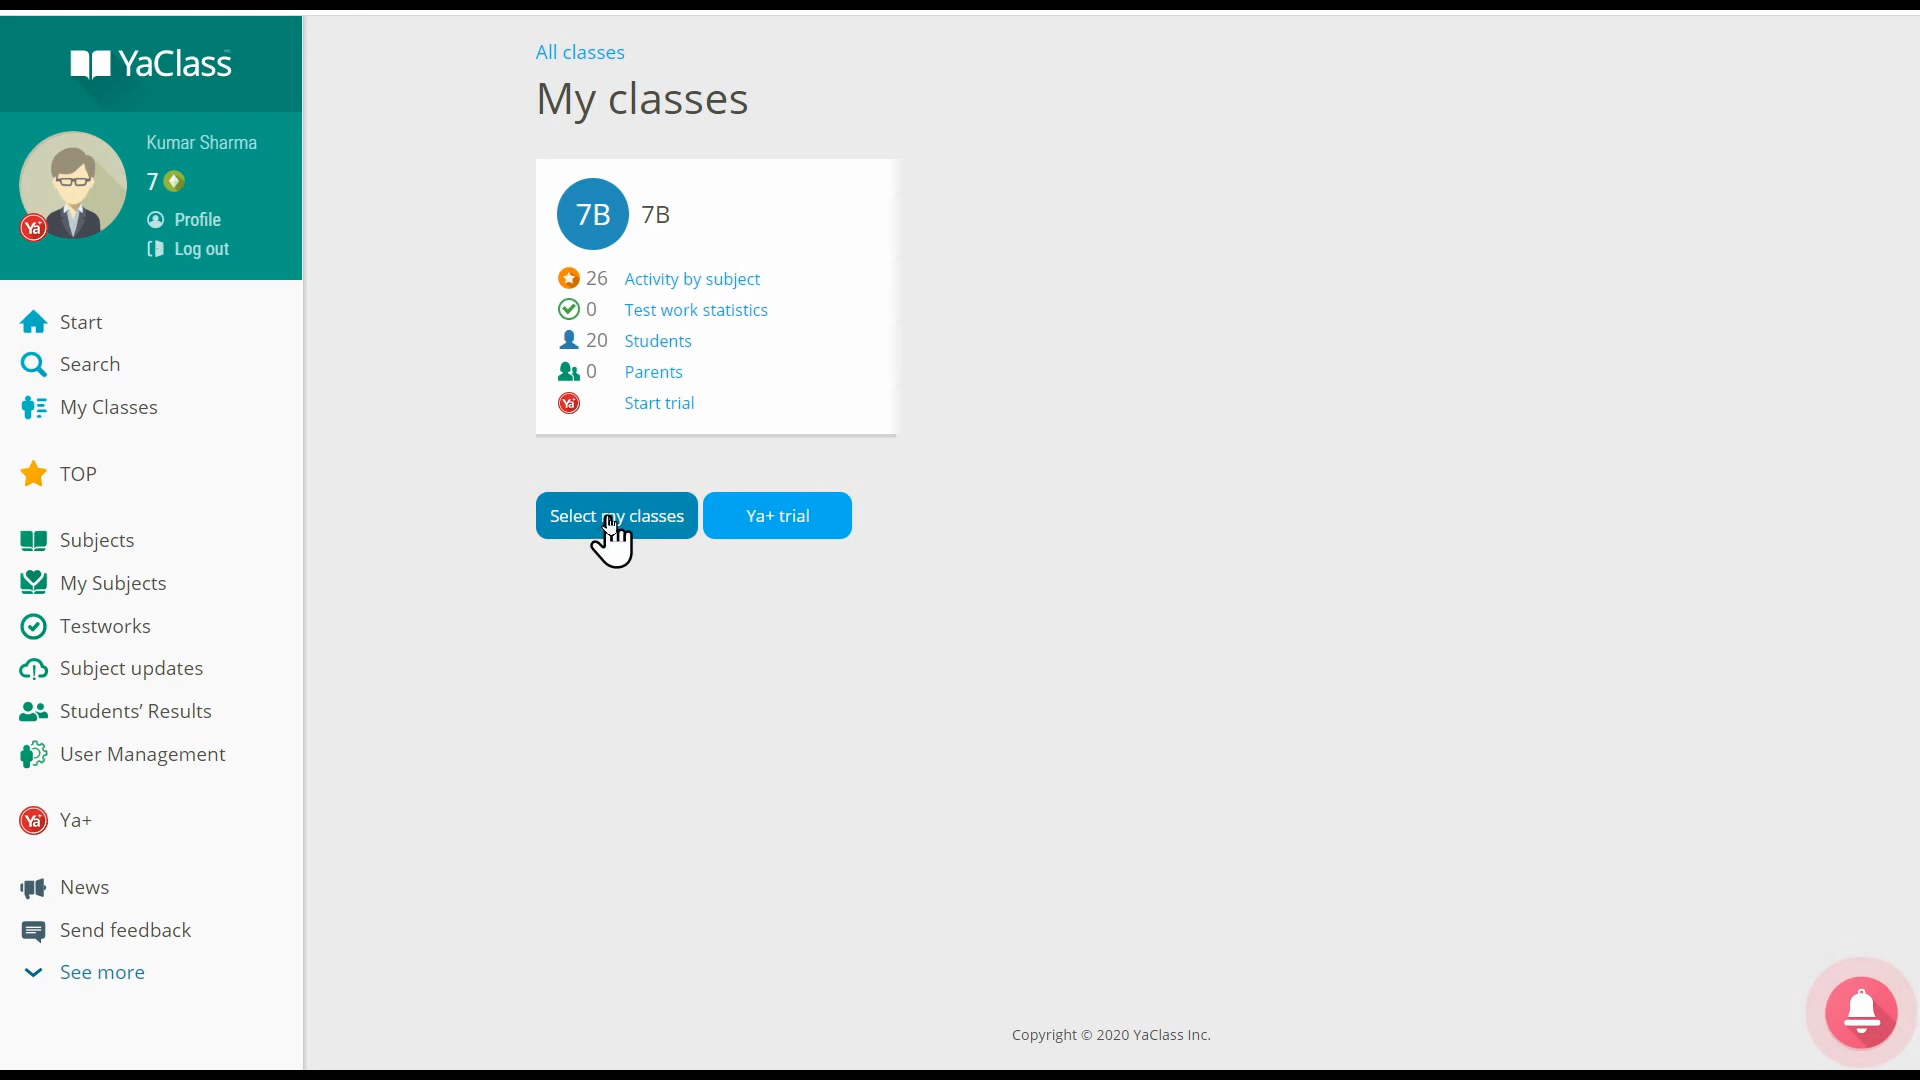 YaClass
Kumar Sharma
7
Profile
Log out
Start
Search
My Classes
TOP
Subjects
My Subjects
Testworks
Subject updates
Students’ Results
User Management
Ya+
News
Send feedback
See more
All classes
My classes
7B 7B
26 Activity by subject
0 Test work statistics
20 Students
0 Parents
Ya Start trial
Select my classes
Ya+ trial
Copyright © 2020 YaClass Inc.